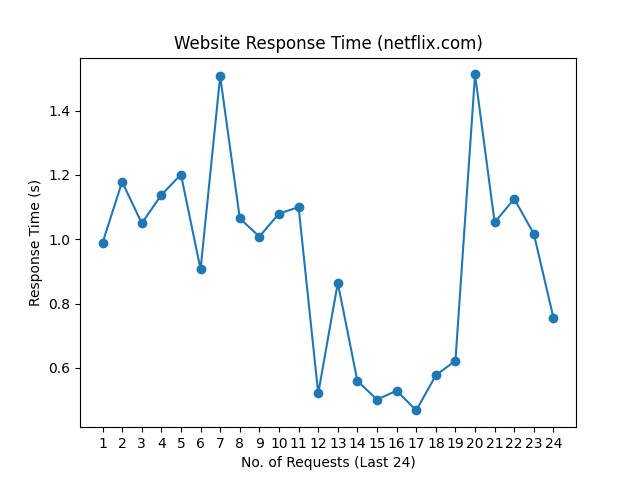 Website Response Time (netflix.com)
Response Time (s)
1.4
1.2
1.0
0.8
0.6
1 2 3 4 5 6 7 8 9 10 11 12 13 14 15 16 17 18 19 20 21 22 23 24
No. of Requests (Last 24)